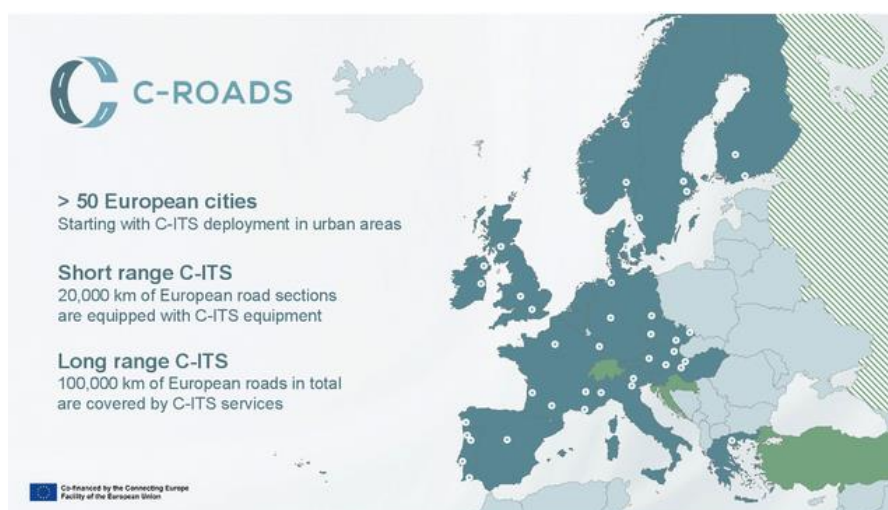 C-ROADS
> 50 European cities
Starting with C-ITS deployment in urban areas
Short range C-ITS
20,000 km of European road sections
are equipped with C-ITS equipment
Long range C-ITS
100,000 km of European roads in total
are covered by C-ITS services
Co-financed by the Connecting Europe
Facility of the European Union